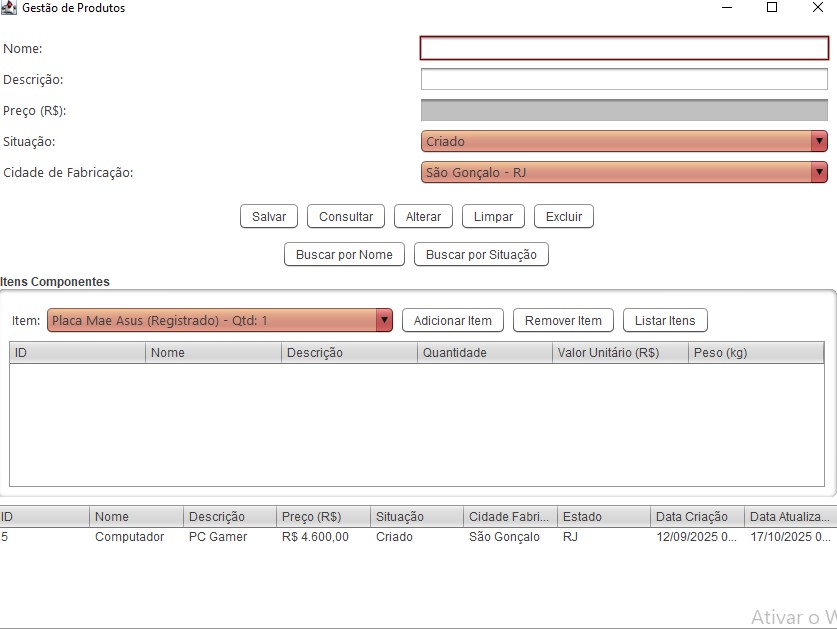 Gestão de Produtos
Nome:
Descrição:
Preço (R$):
Situação: Criado
Cidade de Fabricação: São Gonçalo - RJ
Salvar Consultar Alterar Limpar Excluir
Buscar por Nome Buscar por Situação
Itens Componentes
Item: Placa Mae Asus (Registrado) - Qtd: 1 Adicionar Item Remover Item Listar Itens
ID Nome Descrição Quantidade Valor Unitário (R$) Peso (kg)
ID Nome Descrição Preço (R$) Situação Cidade Fabri... Estado Data Criação Data Atualiza...
5 Computador PC Gamer R$ 4.600,00 Criado São Gonçalo RJ 12/09/2025 0... 17/10/2025 0...
Ativar o W